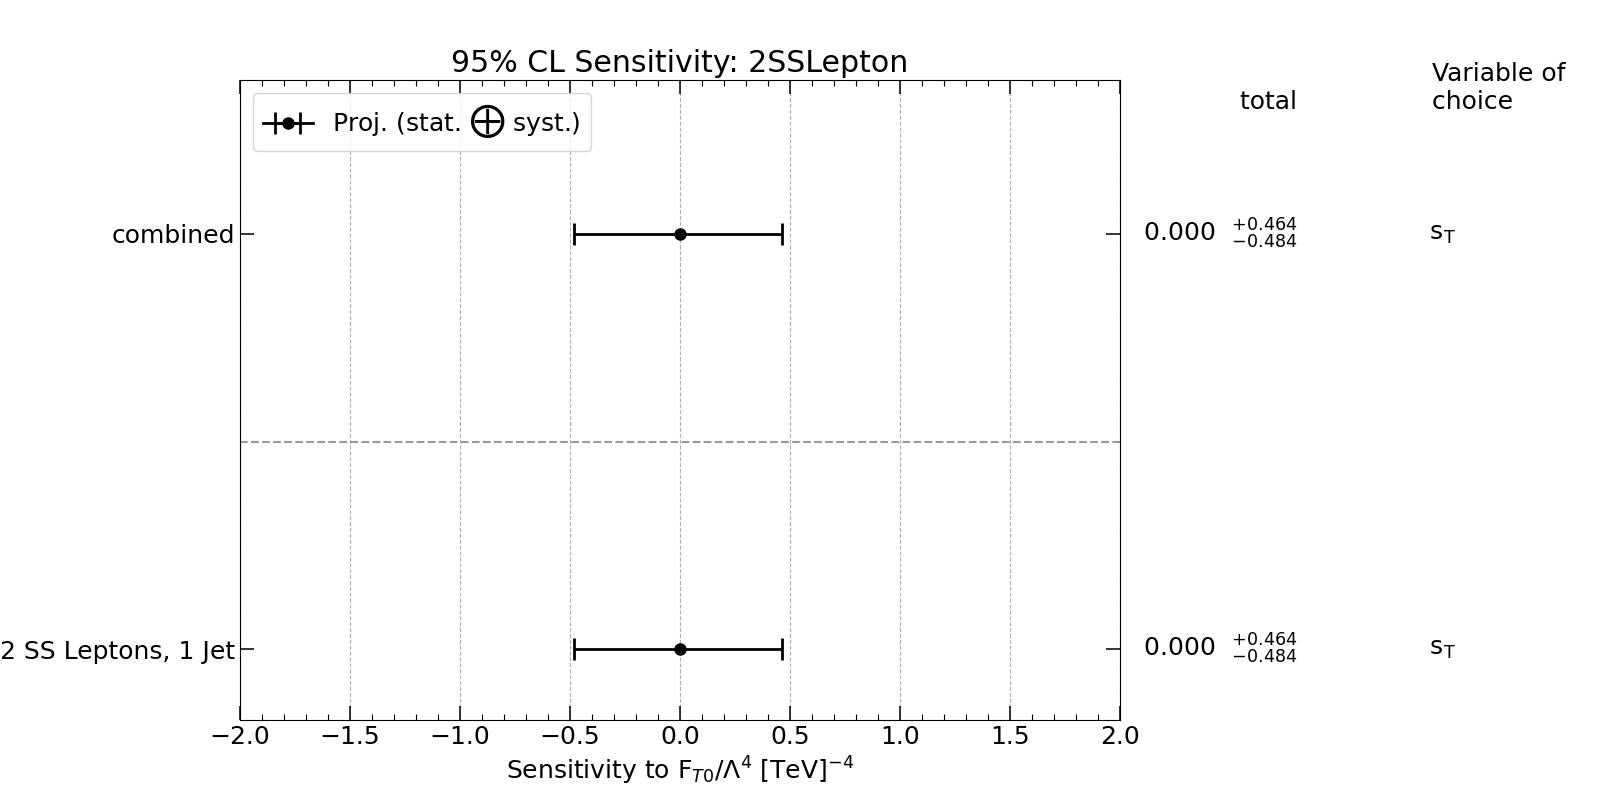 95% CL Sensitivity: 2SSLepton
Variable of
choice
total
Proj. (stat. ⊕ syst.)
combined
0.000 +0.464
−0.484
sT
2 SS Leptons, 1 Jet
0.000 +0.464
−0.484
sT
−2.0 −1.5 −1.0 −0.5 0.0 0.5 1.0 1.5 2.0
Sensitivity to F_{T0}/Λ⁴ [TeV]⁻⁴